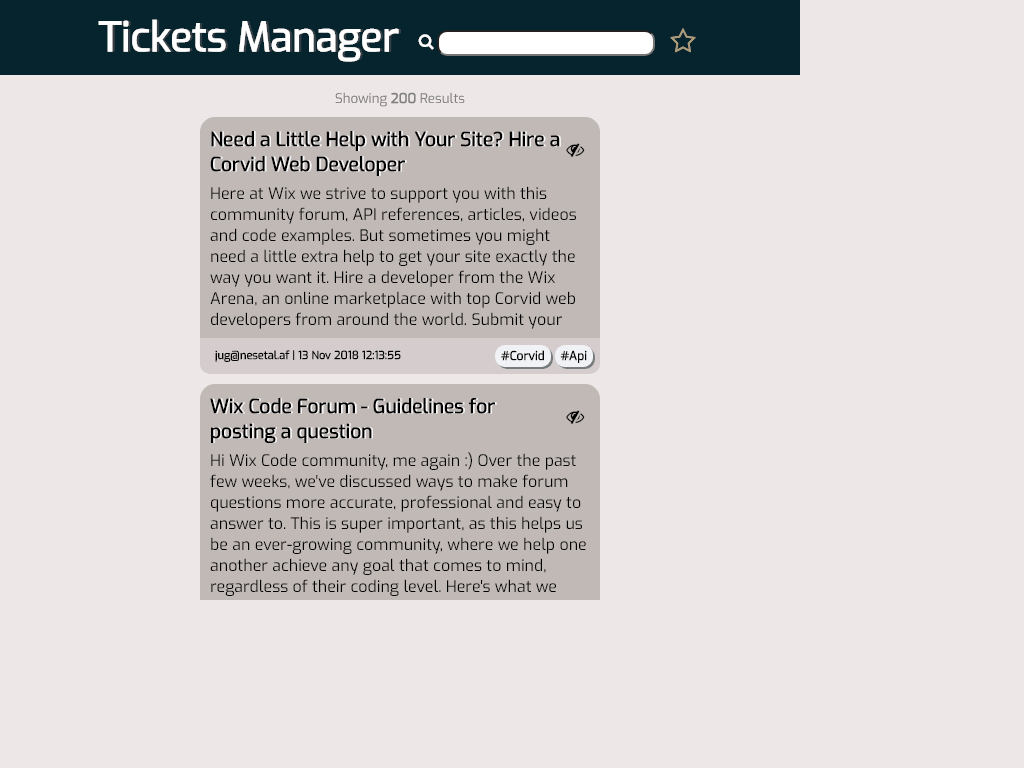 Tickets Manager
Showing 200 Results
Need a Little Help with Your Site? Hire a
Corvid Web Developer
Here at Wix we strive to support you with this
community forum, API references, articles, videos
and code examples. But sometimes you might
need a little extra help to get your site exactly the
way you want it. Hire a developer from the Wix
Arena, an online marketplace with top Corvid web
developers from around the world. Submit your
jug@nesetal.af | 13 Nov 2018 12:13:55
#Corvid #Api
Wix Code Forum - Guidelines for
posting a question
Hi Wix Code community, me again :) Over the past
few weeks, we've discussed ways to make forum
questions more accurate, professional and easy to
answer to. This is super important, as this helps us
be an ever-growing community, where we help one
another achieve any goal that comes to mind,
regardless of their coding level. Here's what we